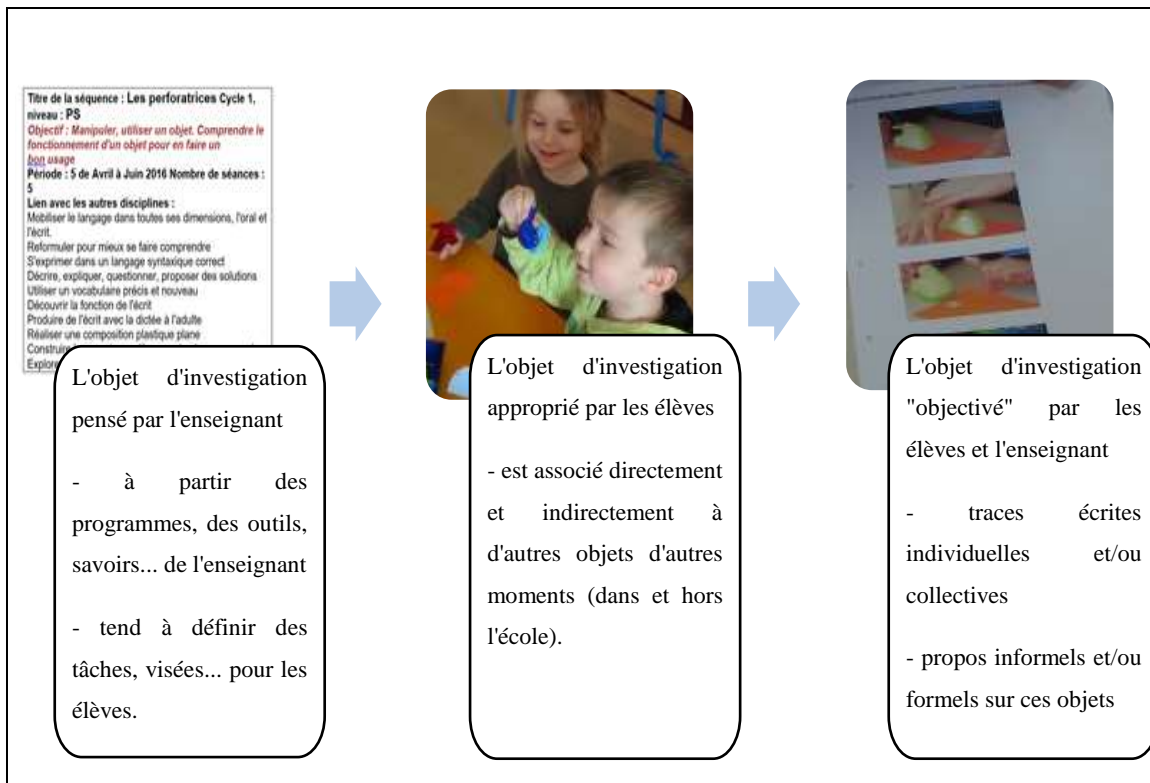 Titre de la séquence : Les perforatrices Cycle 1,
niveau : PS
Objectif : Manipuler, utiliser un objet. Comprendre le
fonctionnement d'un objet pour en faire un
bon usage
Période : 5 de Avril à Juin 2016 Nombre de séances :
5
Lien avec les autres disciplines :
Mobiliser le langage dans toutes ses dimensions, l'oral et
l'écrit.
Reformuler pour mieux se faire comprendre
S'exprimer dans un langage syntaxique correct
Décrire, expliquer, questionner, proposer des solutions
Utiliser un vocabulaire précis et nouveau
Découvrir la fonction de l'écrit
Produire de l'écrit avec la dictée à l'adulte
Réaliser une composition plastique plane
L'objet d'investigation
pensé par l'enseignant
- à partir des
programmes, des outils,
savoirs... de l'enseignant
- tend à définir des
tâches, visées... pour les
élèves.
L'objet d'investigation
approprié par les élèves
- est associé directement
et indirectement à
d'autres objets d'autres
moments (dans et hors
l'école).
L'objet d'investigation
"objectivé" par les
élèves et l'enseignant
- traces écrites
individuelles et/ou
collectives
- propos informels et/ou
formels sur ces objets